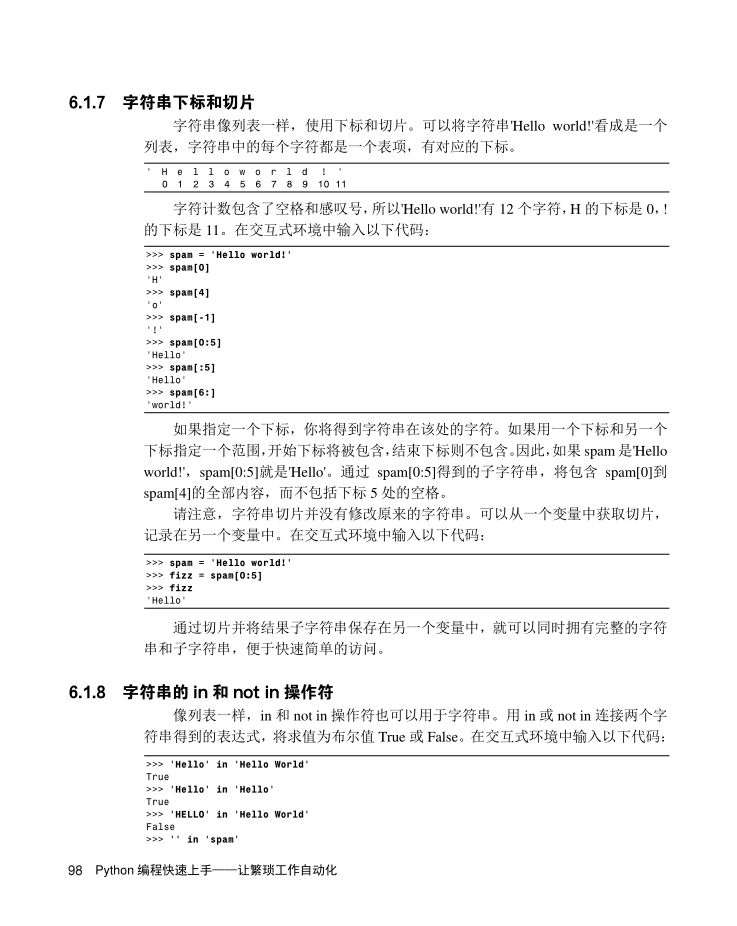 6.1.7 字符串下标和切片
字符串像列表一样，使用下标和切片。可以将字符串'Hello world!'看成是一个
列表，字符串中的每个字符都是一个表项，有对应的下标。
' H e l l o w o r l d ! '
0 1 2 3 4 5 6 7 8 9 10 11
字符计数包含了空格和感叹号，所以'Hello world!'有 12 个字符，H 的下标是 0，!
的下标是 11。在交互式环境中输入以下代码：
>>> spam = 'Hello world!'
>>> spam[0]
'H'
>>> spam[4]
'o'
>>> spam[-1]
'!'
>>> spam[0:5]
'Hello'
>>> spam[:5]
'Hello'
>>> spam[6:]
'world!'
如果指定一个下标，你将得到字符串在该处的字符。如果用一个下标和另一个
下标指定一个范围，开始下标将被包含，结束下标则不包含。因此，如果 spam 是'Hello
world!'，spam[0:5]就是'Hello'。通过 spam[0:5]得到的子字符串，将包含 spam[0]到
spam[4]的全部内容，而不包括下标 5 处的空格。
请注意，字符串切片并没有修改原来的字符串。可以从一个变量中获取切片，
记录在另一个变量中。在交互式环境中输入以下代码：
>>> spam = 'Hello world!'
>>> fizz = spam[0:5]
>>> fizz
'Hello'
通过切片并将结果子字符串保存在另一个变量中，就可以同时拥有完整的字符
串和子字符串，便于快速简单的访问。
6.1.8 字符串的 in 和 not in 操作符
像列表一样，in 和 not in 操作符也可以用于字符串。用 in 或 not in 连接两个字
符串得到的表达式，将求值为布尔值 True 或 False。在交互式环境中输入以下代码：
>>> 'Hello' in 'Hello World'
True
>>> 'Hello' in 'Hello'
True
>>> 'HELLO' in 'Hello World'
False
>>> '' in 'spam'
98 Python 编程快速上手——让繁琐工作自动化